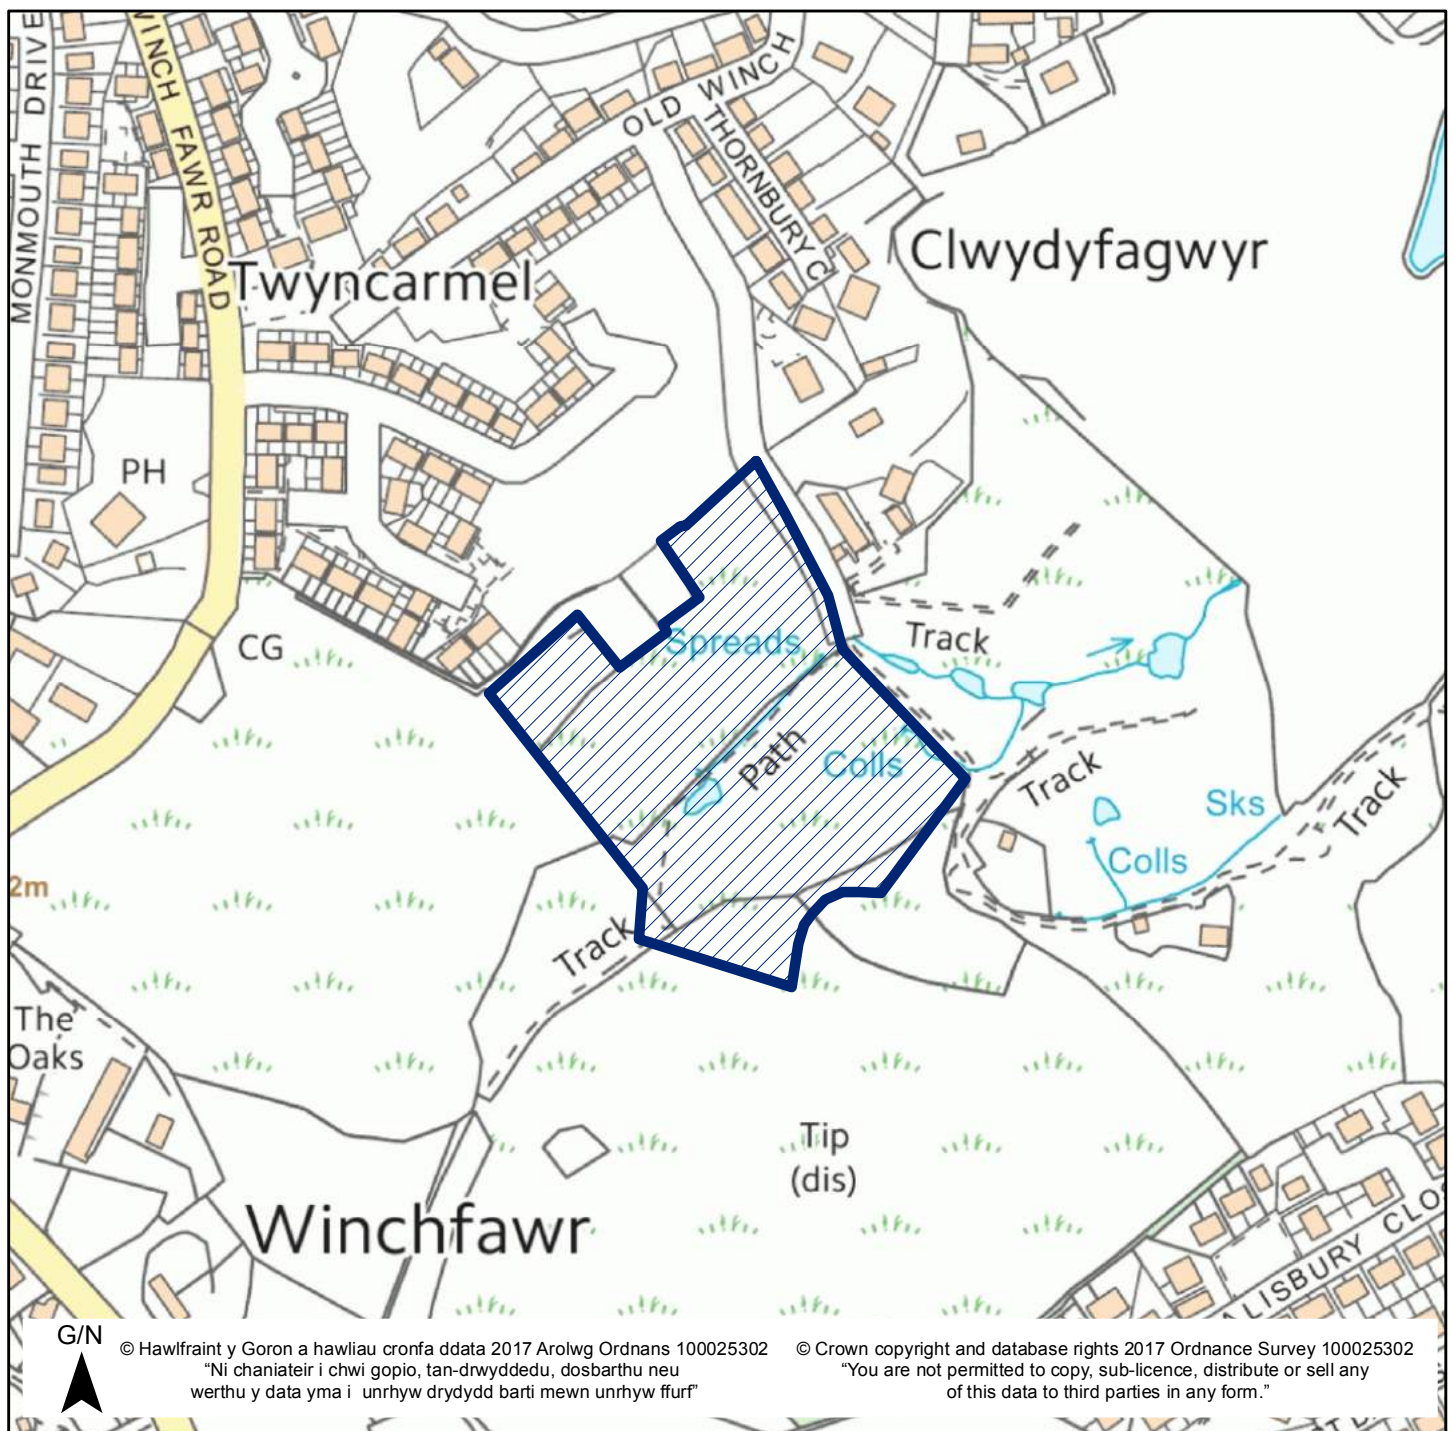 MONMOUTH DRIVE
WINCH FAWR ROAD
OLD WINCH
THORNBURY C
Clwydyfagwyr
Twyncarmel
PH
CG
Spreads
Track
Path
Colls
Track
Sks
Track
Colls
2m
Track
The
Oaks
Tip
(dis)
Winchfawr
ALISBURY CLO
G/N
© Hawlfraint y Goron a hawliau cronfa ddata 2017 Arolwg Ordnans 100025302
“Ni chaniateir i chwi gopio, tan-drwyddedu, dosbarthu neu
werthu y data yma i unrhyw drydydd barti mewn unrhyw ffurf”
© Crown copyright and database rights 2017 Ordnance Survey 100025302
“You are not permitted to copy, sub-licence, distribute or sell any
of this data to third parties in any form.”